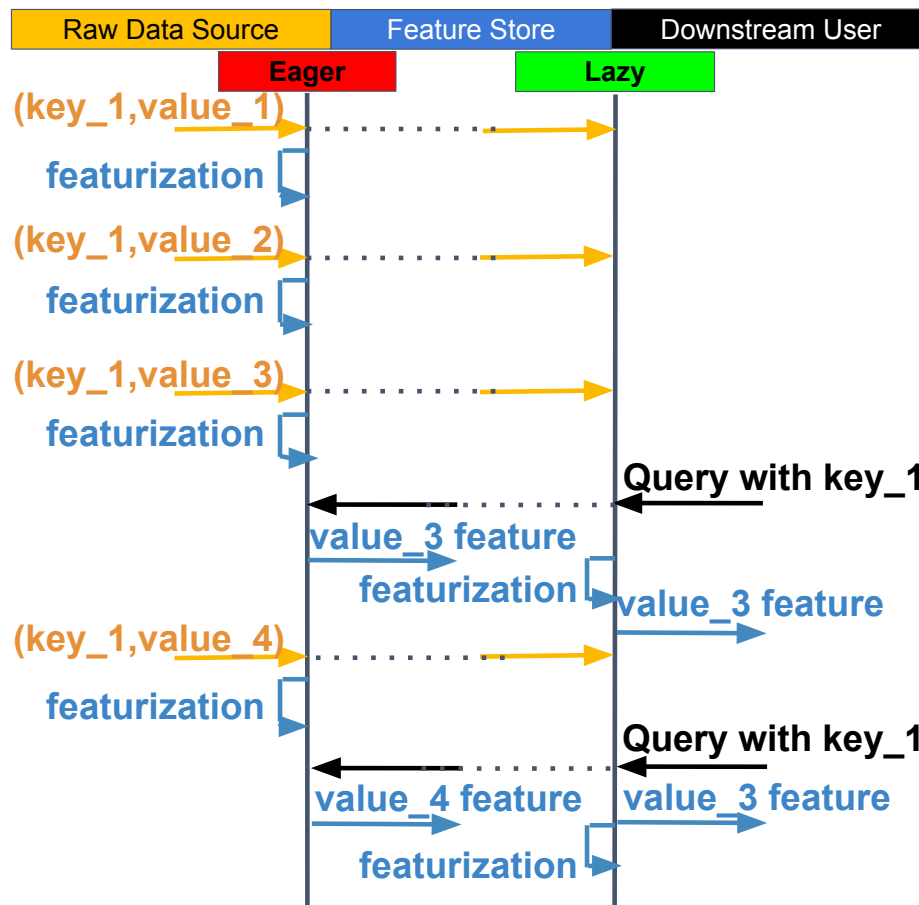 Raw Data Source Feature Store Downstream User
Eager Lazy
(key_1,value_1)
featurization
(key_1,value_2)
featurization
(key_1,value_3)
featurization
Query with key_1
value_3 feature
featurization
value_3 feature
(key_1,value_4)
featurization
Query with key_1
value_4 feature value_3 feature
featurization